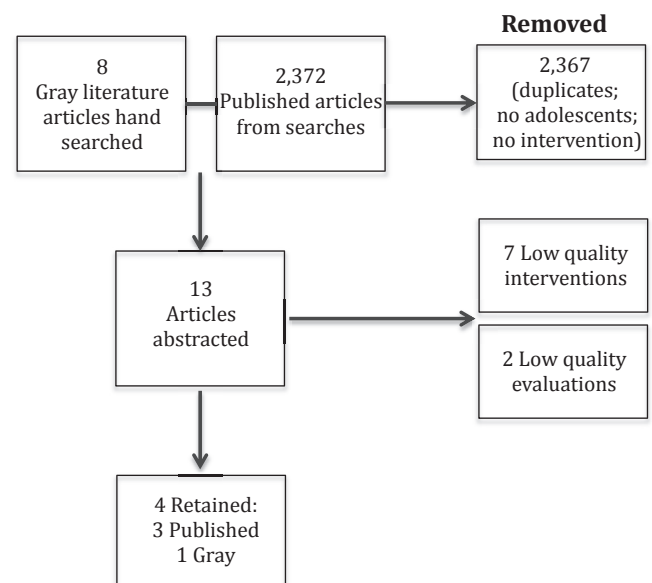 Removed
8
Gray literature
articles hand
searched
2,372
Published articles
from searches
2,367
(duplicates;
no adolescents;
no intervention)
13
Articles
abstracted
7 Low quality
interventions
2 Low quality
evaluations
4 Retained:
3 Published
1 Gray